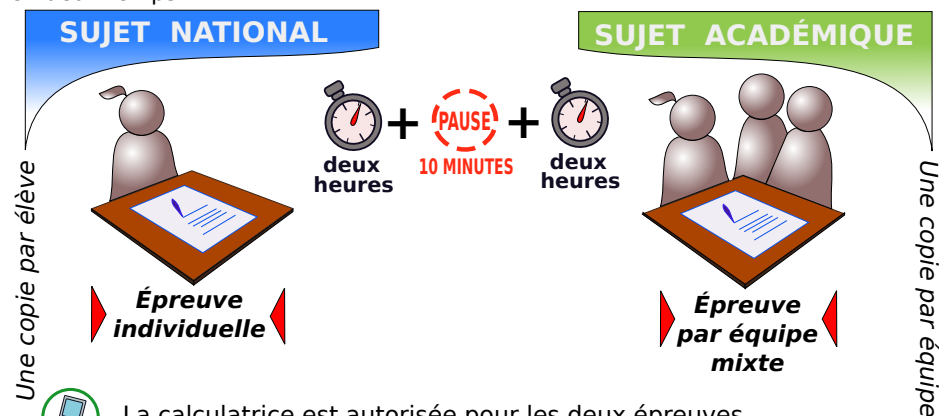 SUJET NATIONAL
SUJET ACADÉMIQUE
deux
heures
+
PAUSE
10 MINUTES
+
deux
heures
Une copie par élève
Une copie par équipe
Épreuve
individuelle
Épreuve
par équipe
mixte
La calculatrice est autorisée pour les deux épreuves